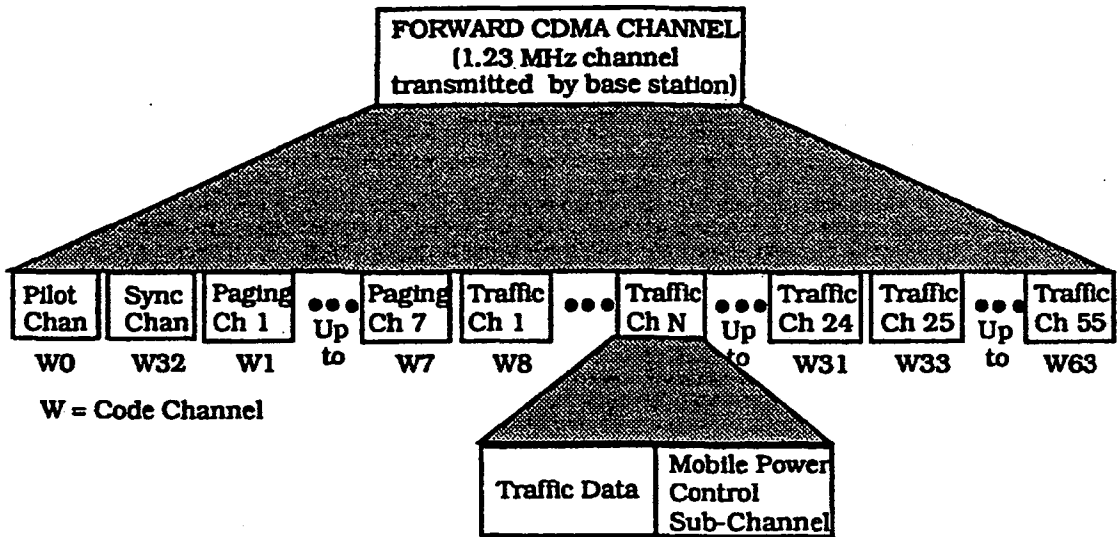 FORWARD CDMA CHANNEL
(1.23 MHz channel
transmitted by base station)
Pilot
Chan
Sync
Chan
Paging
Ch 1
●●●
Up
to
Paging
Ch 7
Traffic
Ch 1
●●●
Traffic
Ch N
●●●
Up
to
Traffic
Ch 24
Traffic
Ch 25
●●●
Up
to
Traffic
Ch 55
W0
W32
W1
W7
W8
W31
W33
W63
W = Code Channel
Traffic Data
Mobile Power
Control
Sub-Channel